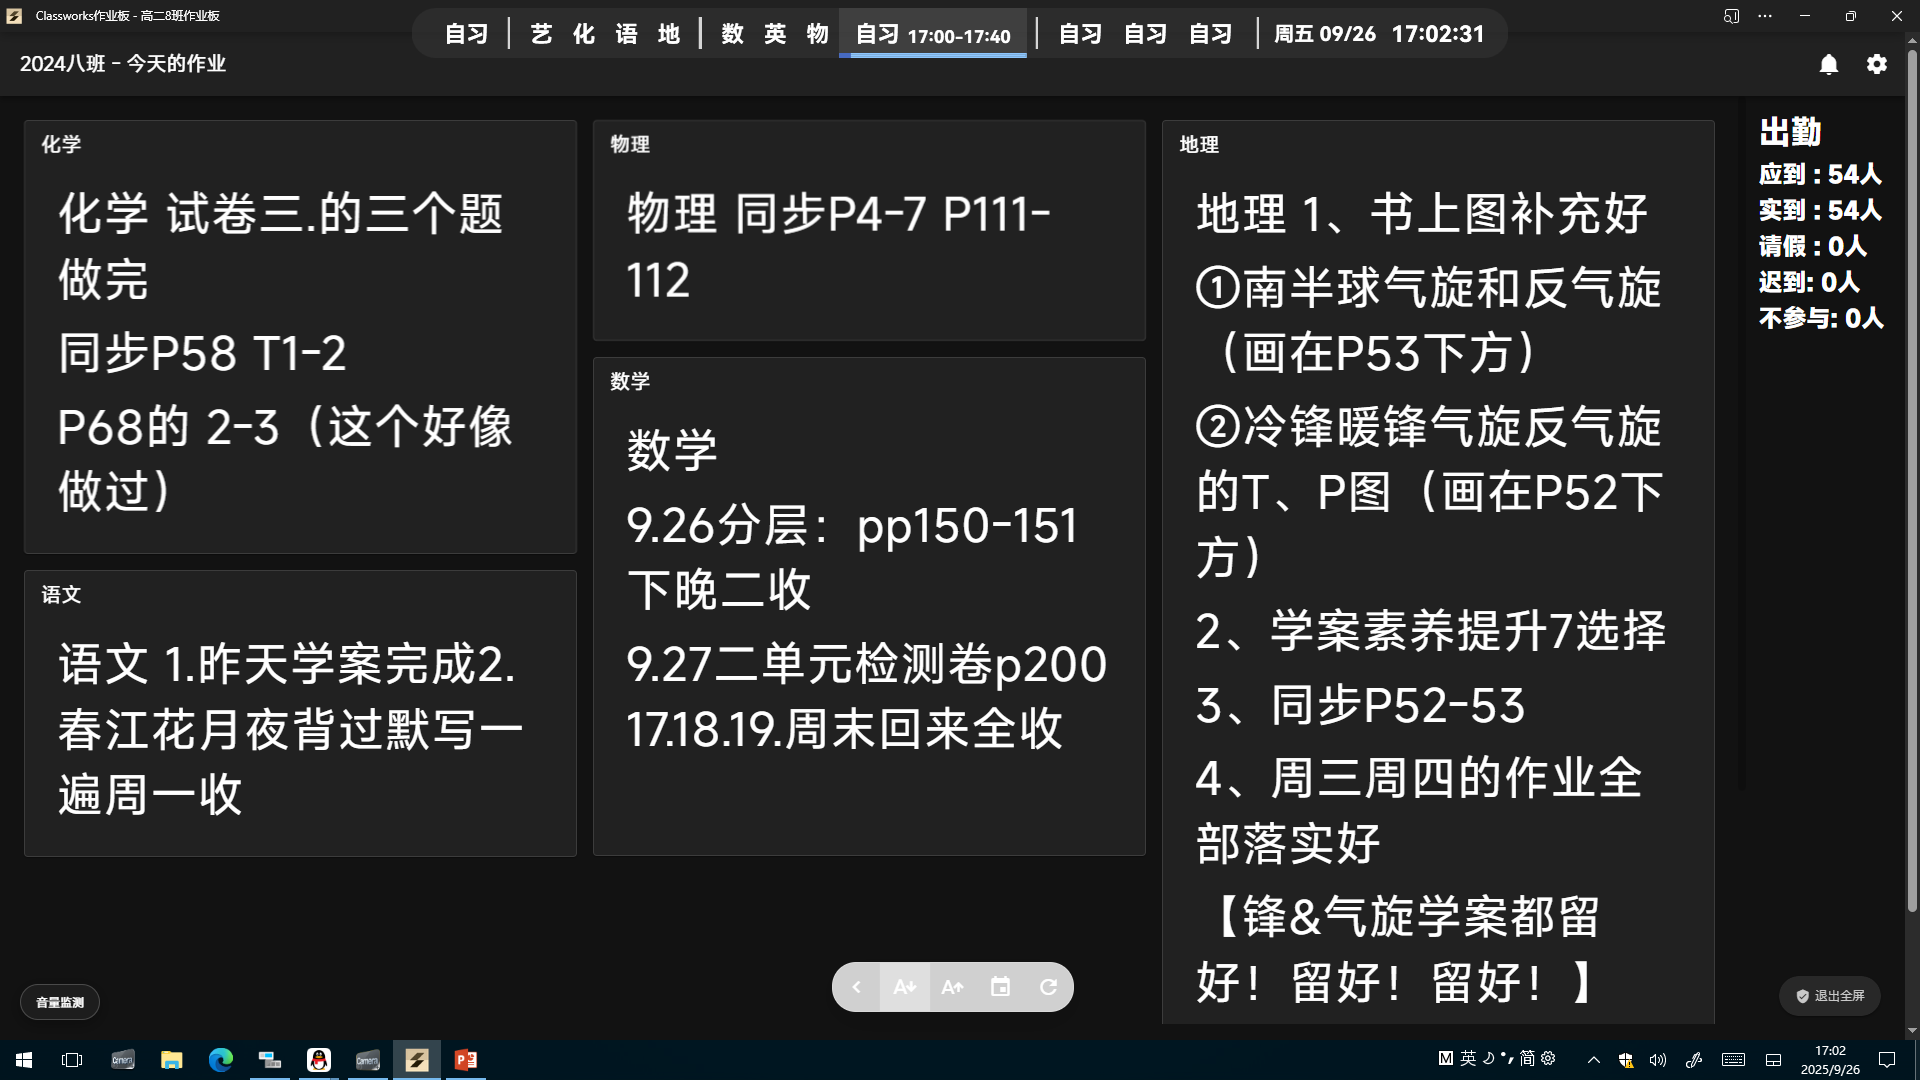 Classworks作业板 - 高二8班作业板
自习 艺 化 语 地 数 英 物 自习 17:00-17:40 自习 自习 自习 周五 09/26 17:02:31
2024八班 - 今天的作业
化学
化学 试卷三.的三个题
做完
同步P58 T1-2
P68的 2-3（这个好像
做过）
语文
语文 1.昨天学案完成2.
春江花月夜背过默写一
遍周一收
物理
物理 同步P4-7 P111-
112
数学
数学
9.26分层：pp150-151
下晚二收
9.27二单元检测卷p200
17.18.19.周末回来全收
地理
地理 1、书上图补充好
①南半球气旋和反气旋
（画在P53下方）
②冷锋暖锋气旋反气旋
的T、P图（画在P52下
方）
2、学案素养提升7选择
3、同步P52-53
4、周三周四的作业全
部落实好
【锋&气旋学案都留
好！留好！留好！】
出勤
应到 : 54人
实到 : 54人
请假 : 0人
迟到: 0人
不参与: 0人
音量监测
退出全屏
英 简
17:02
2025/9/26